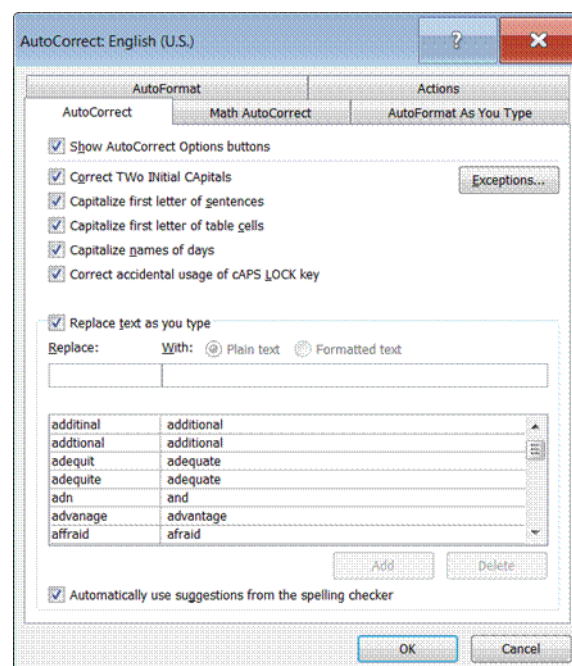 AutoCorrect: English (U.S.)
?
AutoFormat Actions
AutoCorrect Math AutoCorrect AutoFormat As You Type
Show AutoCorrect Options buttons
Correct TWo INitial CApitals Exceptions...
Capitalize first letter of sentences
Capitalize first letter of table cells
Capitalize names of days
Correct accidental usage of cAPS LOCK key
Replace text as you type
Replace: With: Plain text Formatted text
additinal additional
addtional additional
adequit adequate
adequite adequate
adn and
advanage advantage
affraid afraid
Add Delete
Automatically use suggestions from the spelling checker
OK Cancel